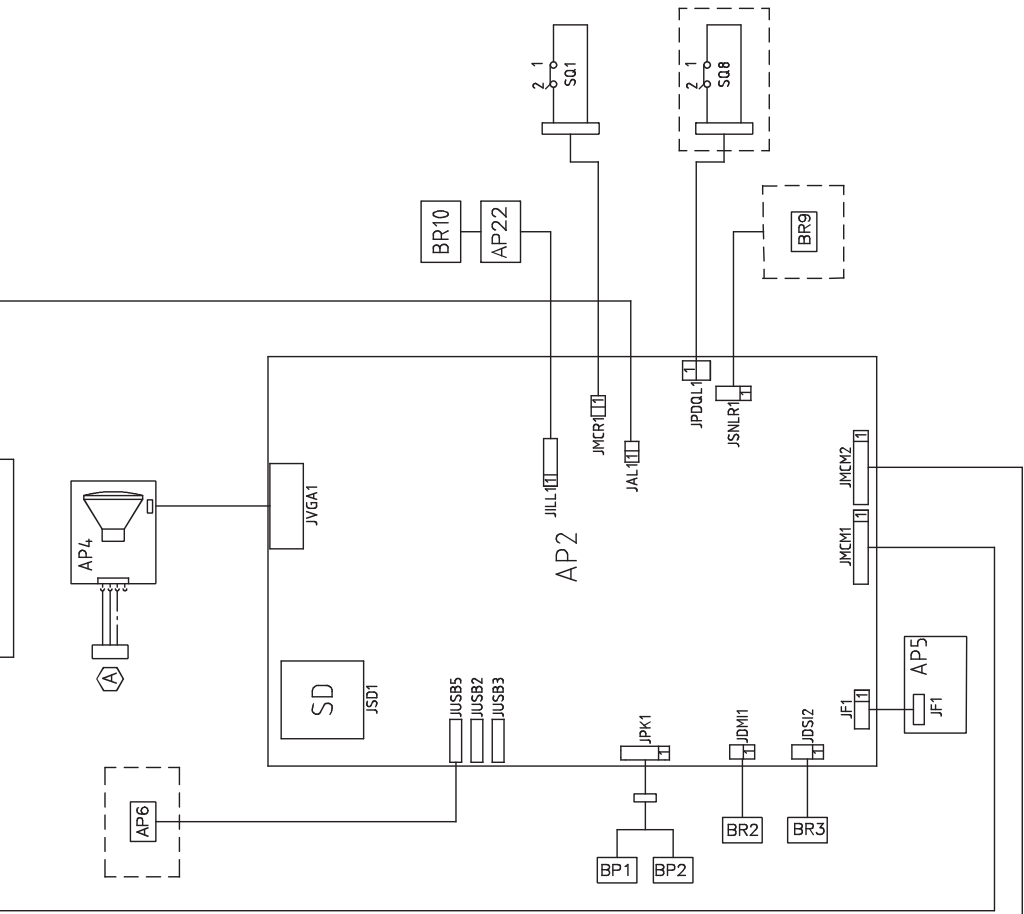 1
2
SQ1
1
2
SQ8
BR10
AP22
BR9
1
JPDQL1
JMCR1
1
JSNLR1
1
JAL1
1
JILL1
1
AP4
JVGA1
A
AP2
JMCM2
1
JMCM1
1
SD
JSD1
JUSB5
JUSB2
JUSB3
AP5
JF1
1
JF1
JPK1
1
JDMI1
1
JDSI2
1
AP6
BR2
BR3
BP1
BP2